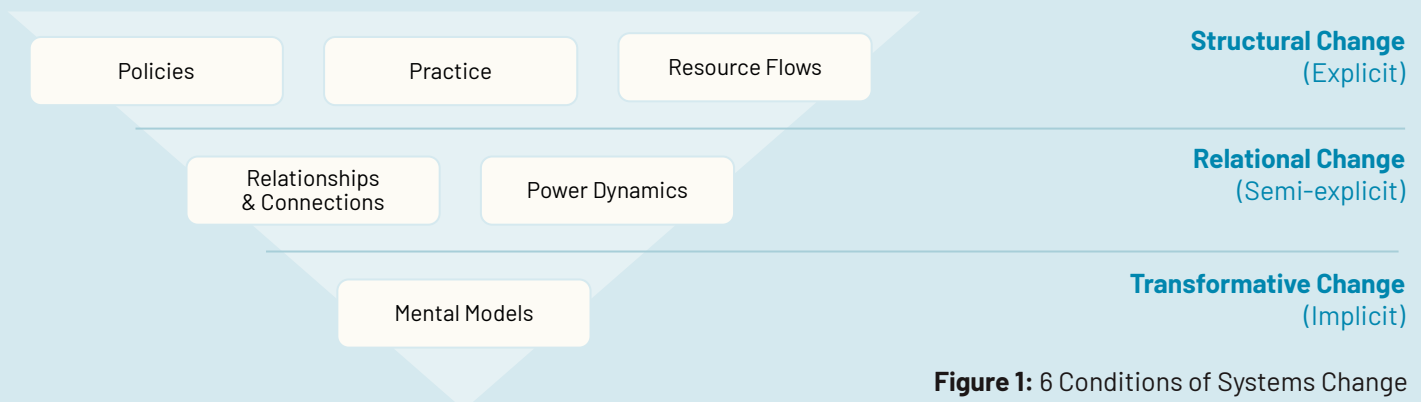 Policies
Practice
Resource Flows
Structural Change
(Explicit)
Relationships
& Connections
Power Dynamics
Relational Change
(Semi-explicit)
Mental Models
Transformative Change
(Implicit)
Figure 1: 6 Conditions of Systems Change